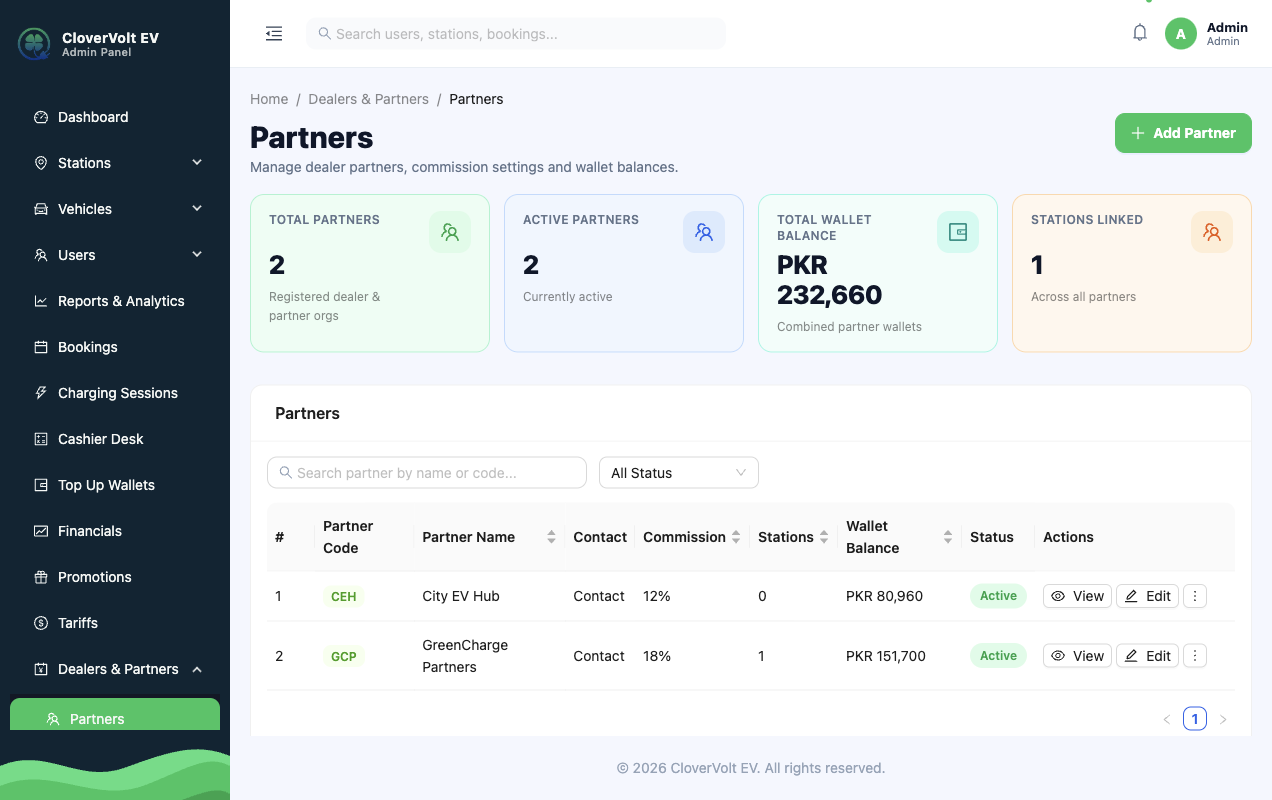 CloverVolt EV
Admin Panel
Dashboard
Stations
Vehicles
Users
Reports & Analytics
Bookings
Charging Sessions
Cashier Desk
Top Up Wallets
Financials
Promotions
Tariffs
Dealers & Partners
Partners
Search users, stations, bookings...
A
Admin
Admin
Home / Dealers & Partners / Partners
Partners
Manage dealer partners, commission settings and wallet balances.
Add Partner
TOTAL PARTNERS
2
Registered dealer &
partner orgs
ACTIVE PARTNERS
2
Currently active
TOTAL WALLET
BALANCE
PKR
232,660
Combined partner wallets
STATIONS LINKED
1
Across all partners
Partners
Search partner by name or code...
All Status
# Partner Code Partner Name Contact Commission Stations Wallet Balance Status Actions
1 CEH City EV Hub Contact 12% 0 PKR 80,960 Active View Edit
2 GCP GreenCharge Partners Contact 18% 1 PKR 151,700 Active View Edit
1
© 2026 CloverVolt EV. All rights reserved.